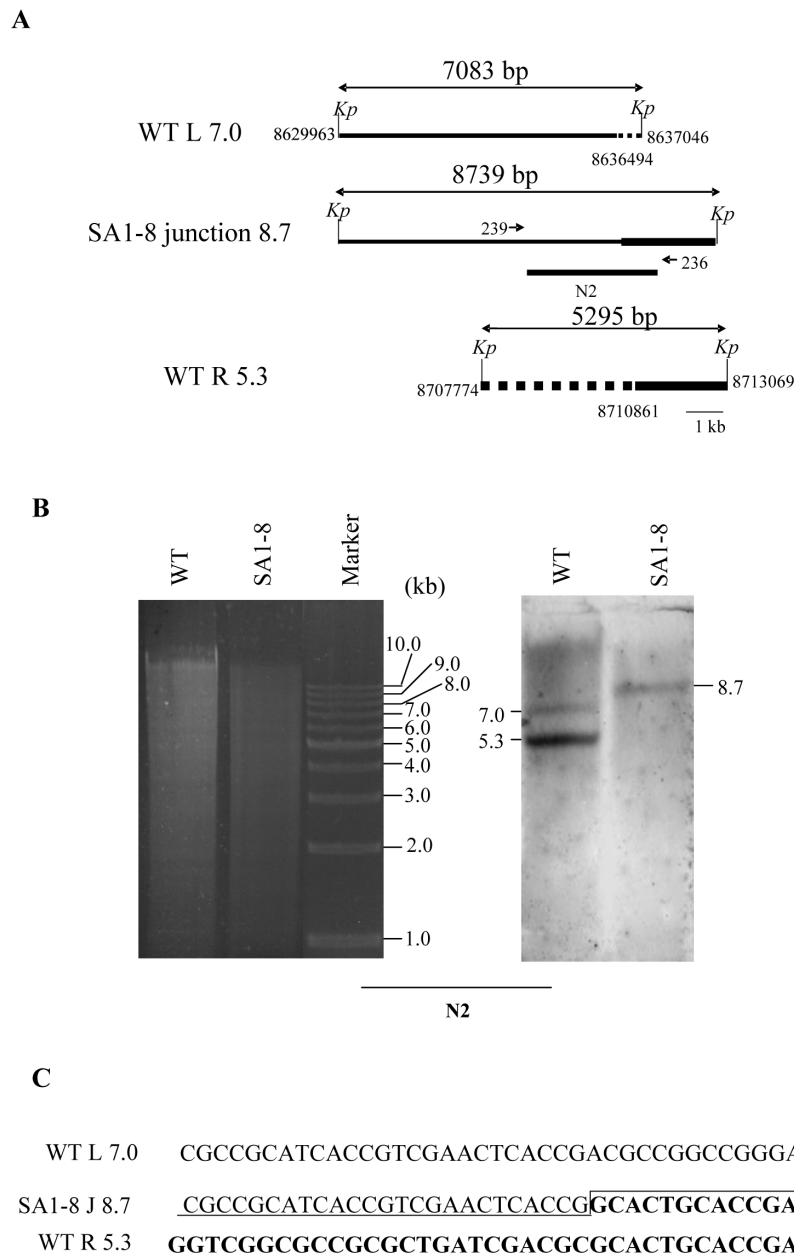 A
7083 bp
Kp Kp
WT L 7.0 8629963 8637046
8636494
8739 bp
Kp Kp
SA1-8 junction 8.7 239
236
N2
5295 bp
Kp Kp
WT R 5.3
8707774 8713069
8710861
1 kb
B
WT SA1-8 Marker (kb) WT SA1-8
10.0
9.0
8.0
7.0
6.0
5.0
4.0
3.0
2.0
1.0
7.0
5.3
8.7
N2
C
WT L 7.0 CGCCGCATCACCGTCGAACTCACCGACGCCGGCCGGGA
SA1-8 J 8.7 CGCCGCATCACCGTCGAACTCACCGGCACTGCACCGA
WT R 5.3 GGTCGGCGCCGCGCTGATCGACGCGCACTGCACCGA